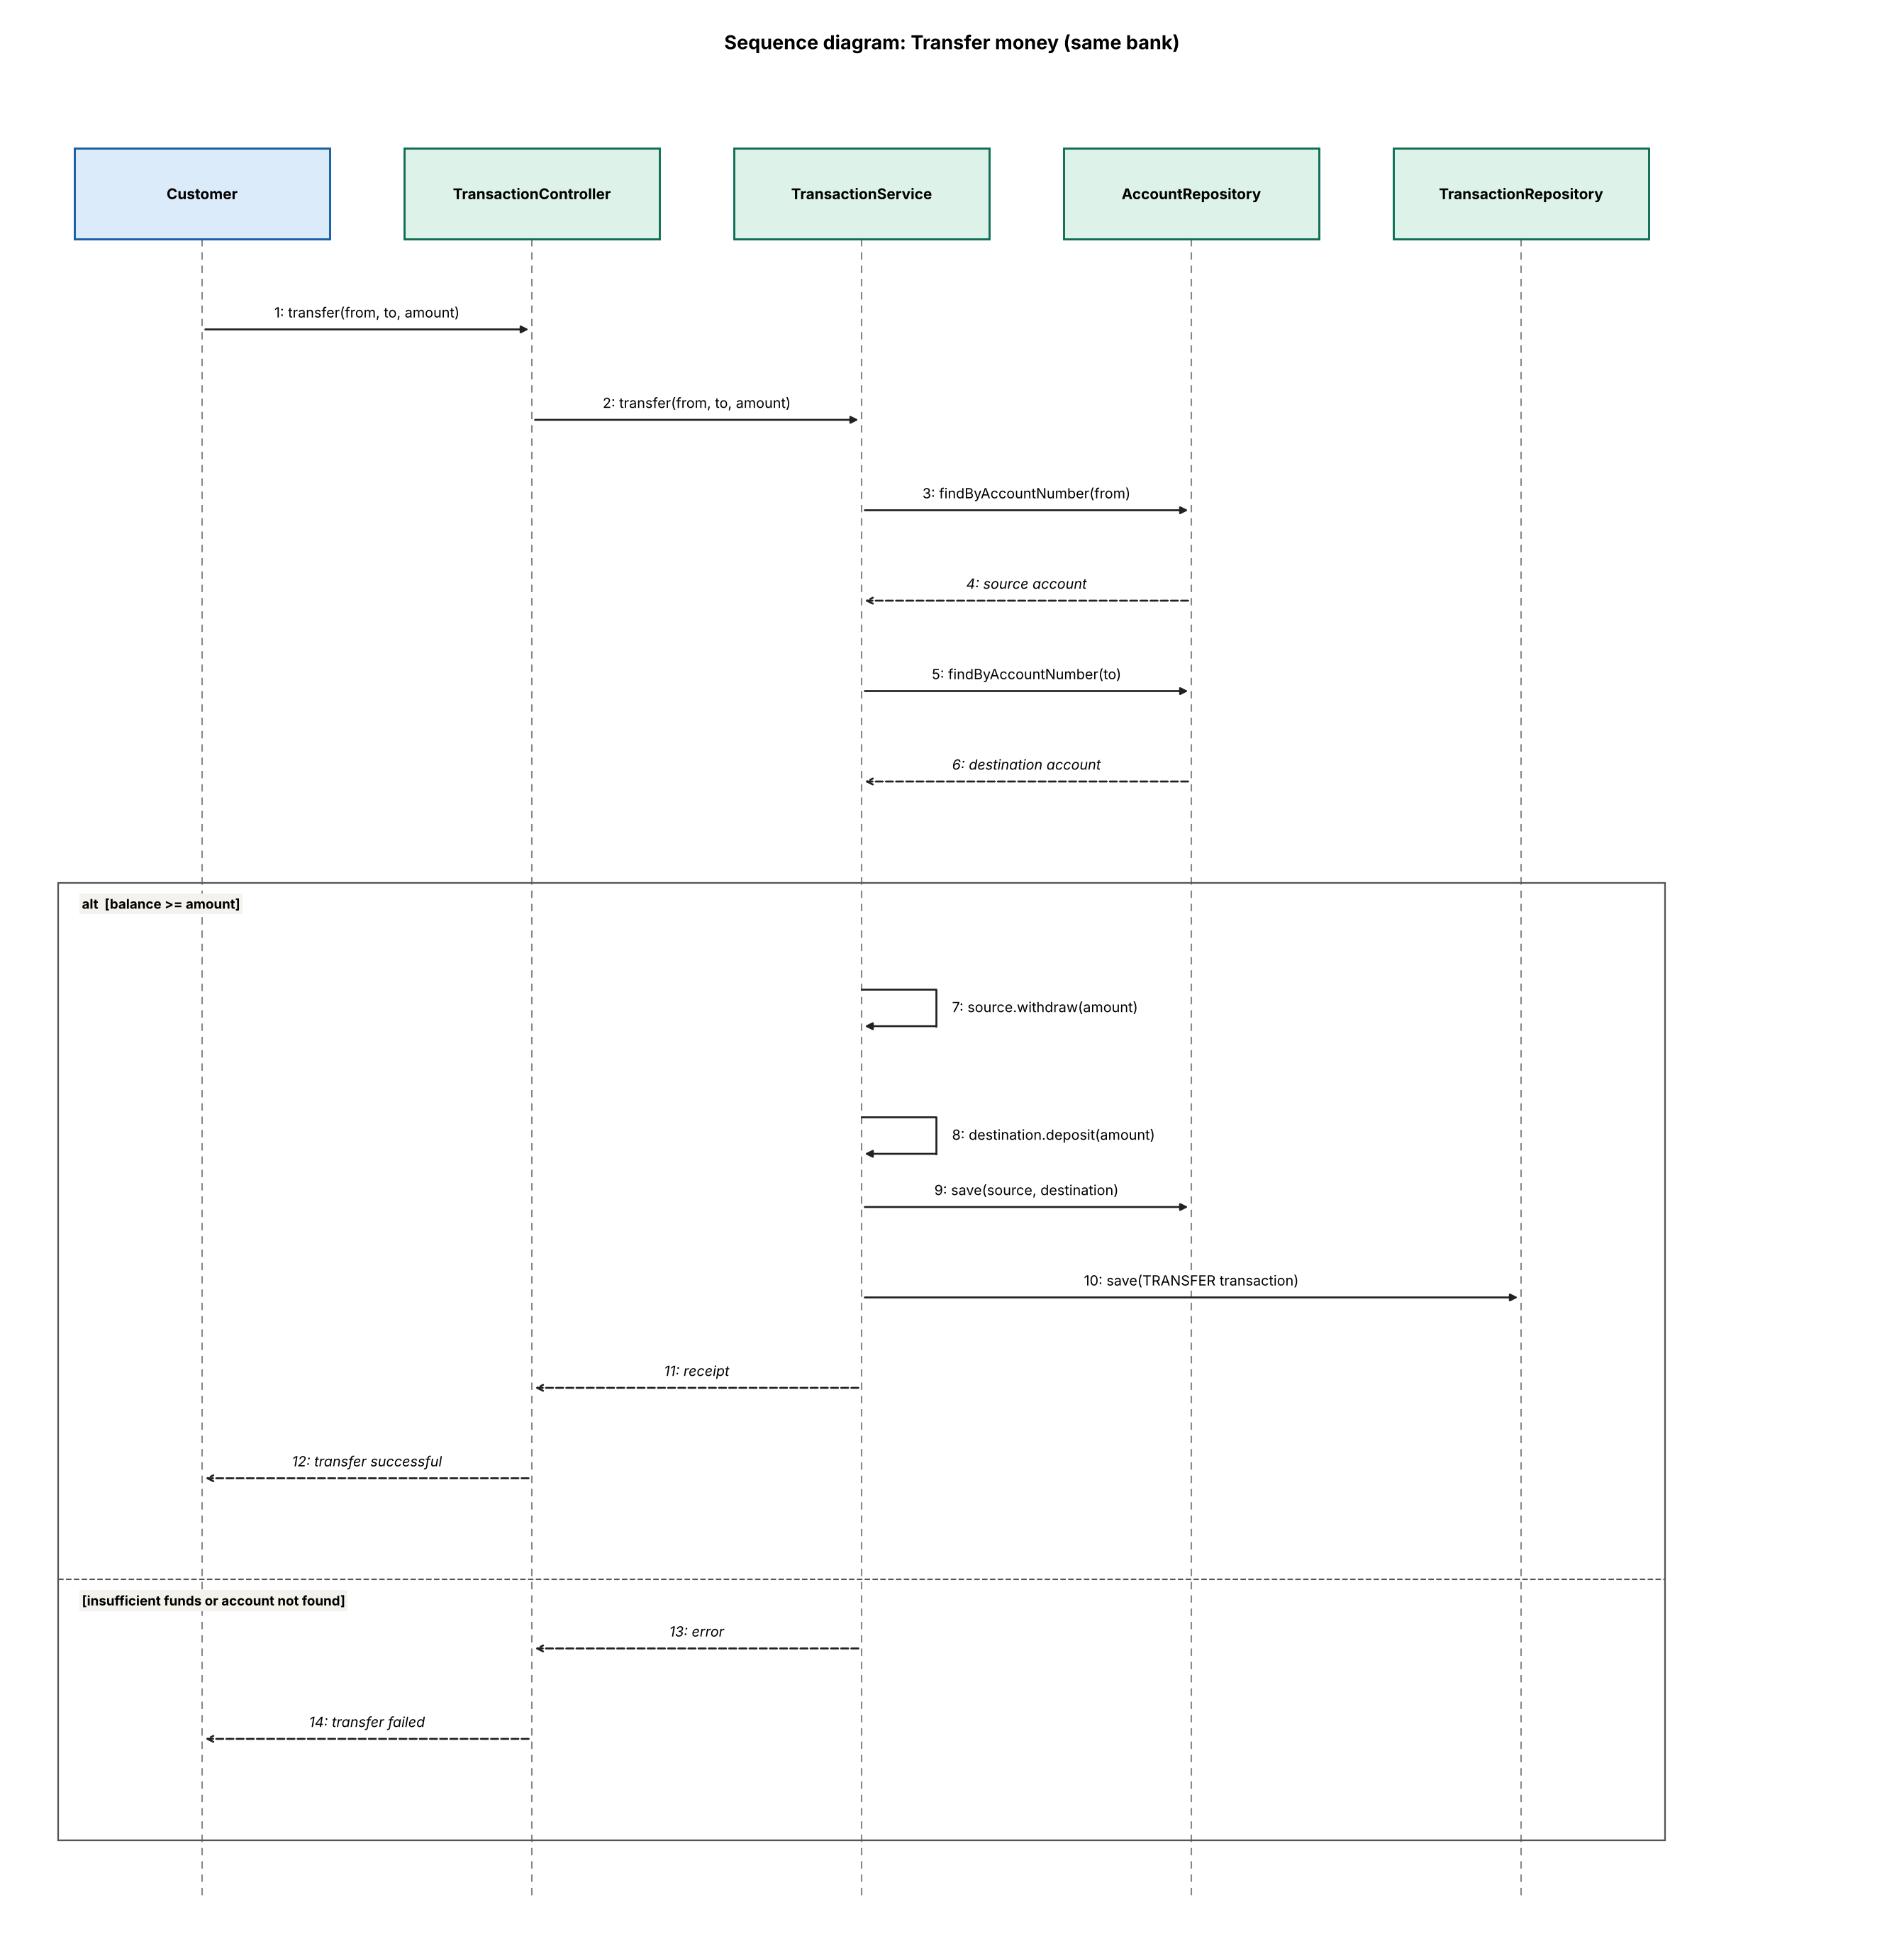 Sequence diagram: Transfer money (same bank)
Customer
TransactionController
TransactionService
AccountRepository
TransactionRepository
1: transfer(from, to, amount)
2: transfer(from, to, amount)
3: findByAccountNumber(from)
4: source account
5: findByAccountNumber(to)
6: destination account
alt [balance >= amount]
7: source.withdraw(amount)
8: destination.deposit(amount)
9: save(source, destination)
10: save(TRANSFER transaction)
11: receipt
12: transfer successful
[insufficient funds or account not found]
13: error
14: transfer failed